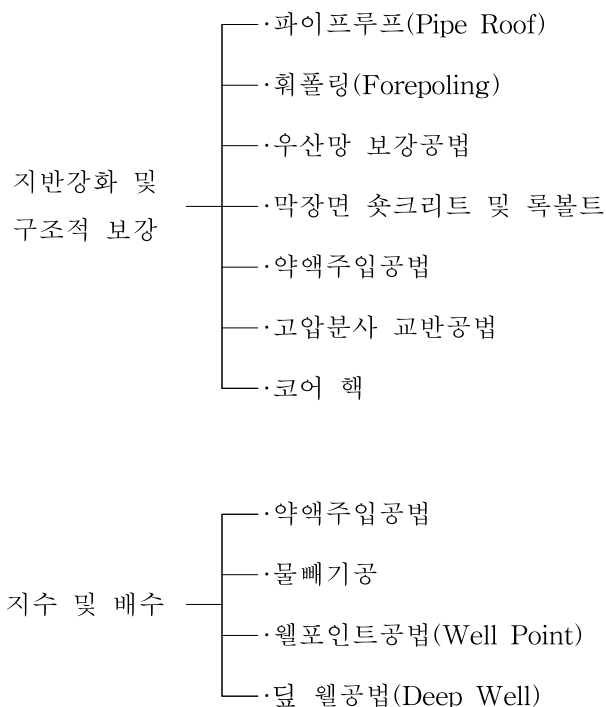 ·파이프루프(Pipe Roof)
·훠폴링(Forepoling)
·우산망 보강공법
지반강화 및
구조적 보강
·막장면 숏크리트 및 록볼트
·약액주입공법
·고압분사 교반공법
·코어 핵
·약액주입공법
·물빼기공
지수 및 배수
·웰포인트공법(Well Point)
·딮 웰공법(Deep Well)